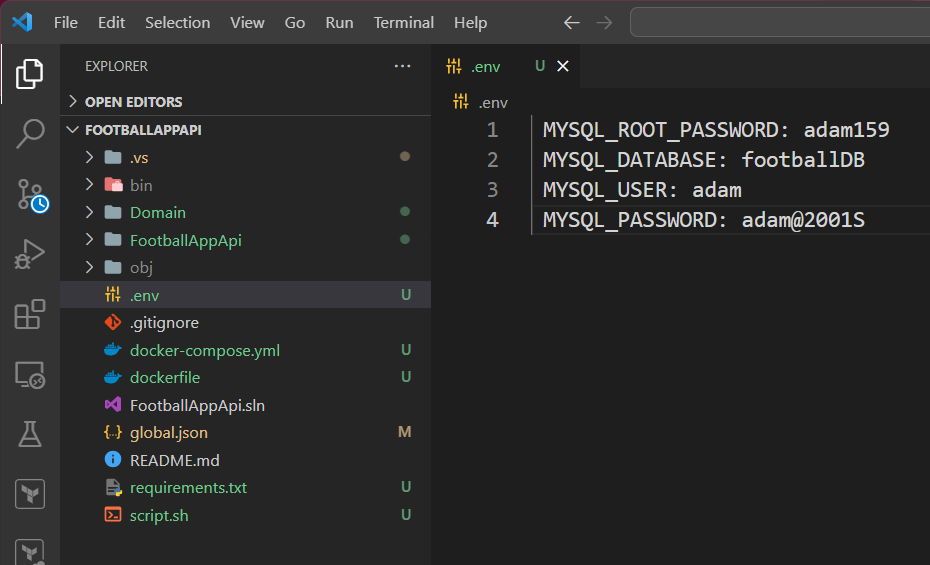 File Edit Selection View Go Run Terminal Help
EXPLORER
OPEN EDITORS
FOOTBALLAPPAPI
.vs
bin
Domain
FootballAppApi
obj
.env U
.gitignore
docker-compose.yml U
dockerfile U
FootballAppApi.sln
global.json M
README.md
requirements.txt U
script.sh U
.env U
.env
1 MYSQL_ROOT_PASSWORD: adam159
2 MYSQL_DATABASE: footballDB
3 MYSQL_USER: adam
4 MYSQL_PASSWORD: adam@2001S